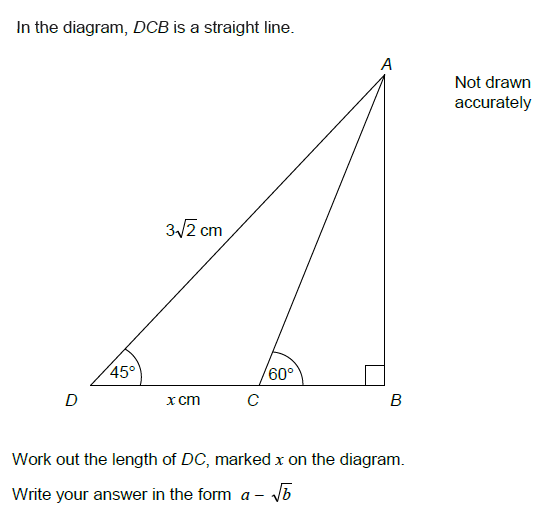 In the diagram, DCB is a straight line.
A
Not drawn
accurately
3√2 cm
45°
60°
D
x cm
C
B
Work out the length of DC, marked x on the diagram.
Write your answer in the form a − √b